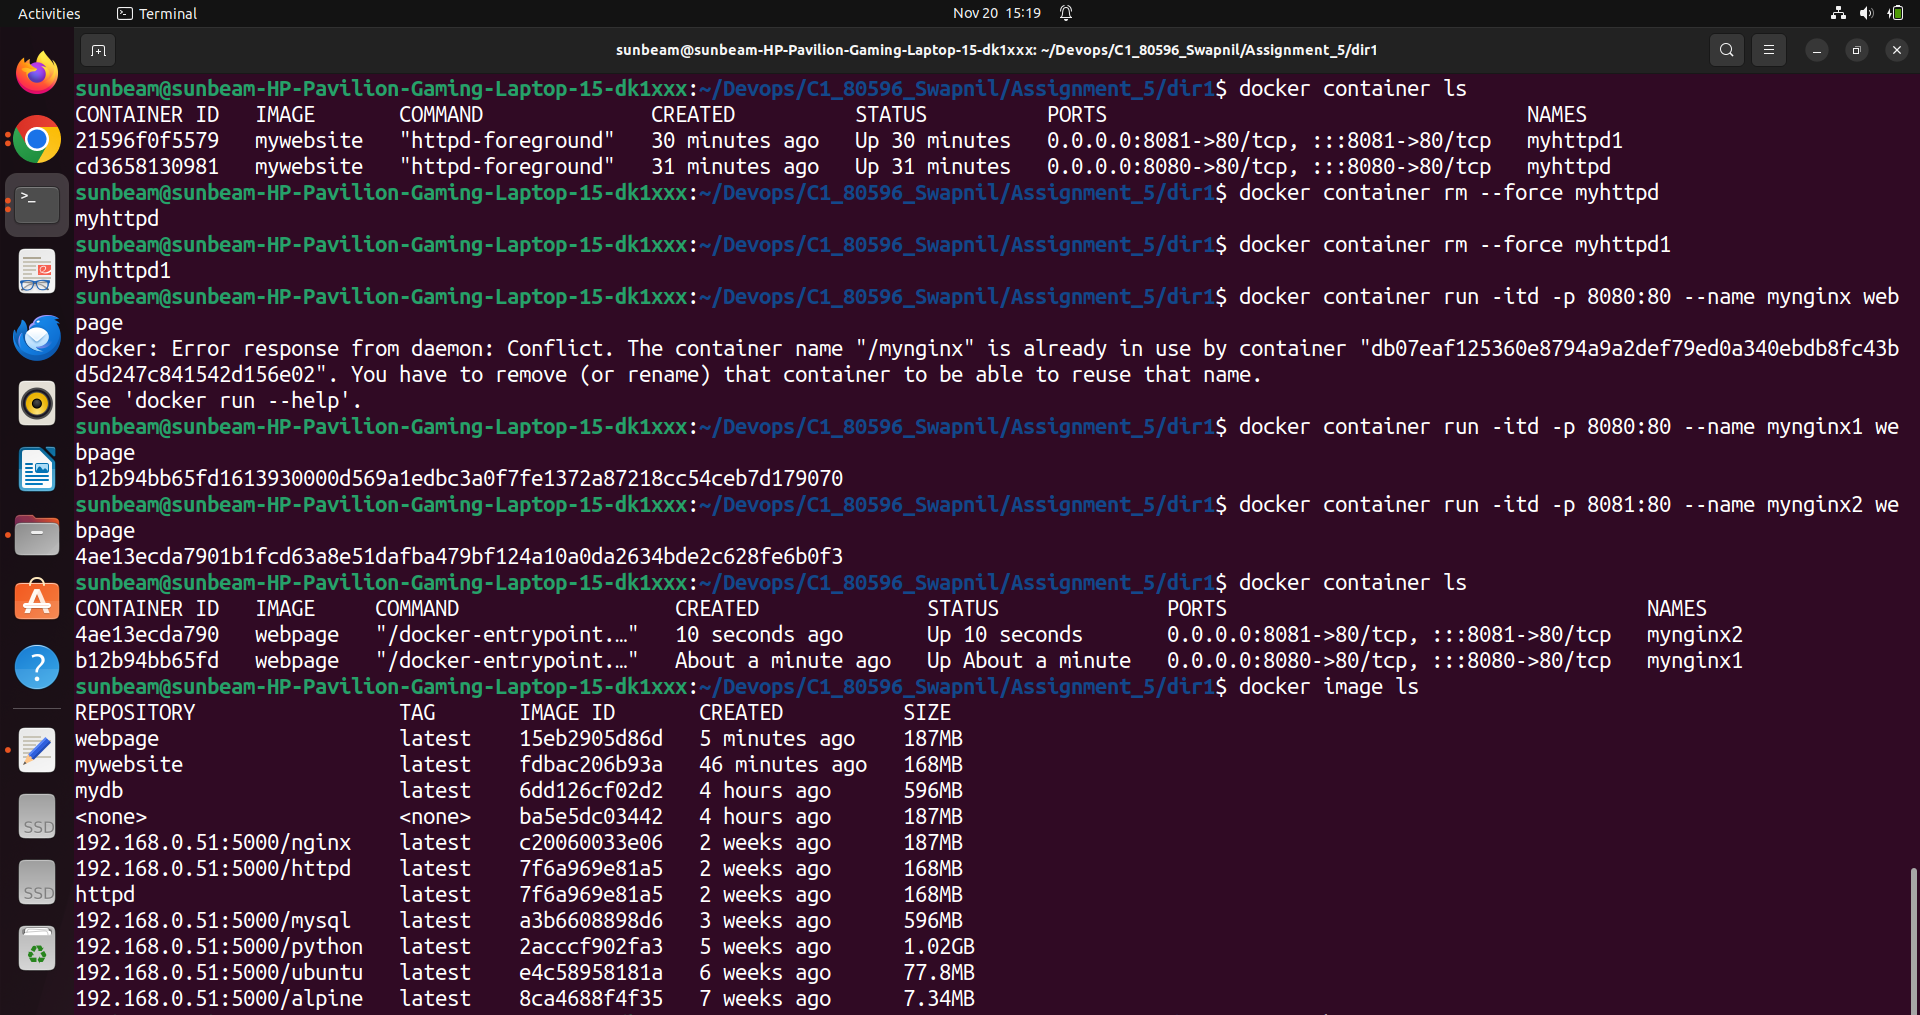 Activities
Terminal
Nov 20 15:19
sunbeam@sunbeam-HP-Pavilion-Gaming-Laptop-15-dk1xxx: ~/Devops/C1_80596_Swapnil/Assignment_5/dir1
sunbeam@sunbeam-HP-Pavilion-Gaming-Laptop-15-dk1xxx:~/Devops/C1_80596_Swapnil/Assignment_5/dir1$ docker container ls
CONTAINER ID   IMAGE       COMMAND              CREATED          STATUS          PORTS                                   NAMES
21596f0f5579   mywebsite   "httpd-foreground"   30 minutes ago   Up 30 minutes   0.0.0.0:8081->80/tcp, :::8081->80/tcp   myhttpd1
cd3658130981   mywebsite   "httpd-foreground"   31 minutes ago   Up 31 minutes   0.0.0.0:8080->80/tcp, :::8080->80/tcp   myhttpd
sunbeam@sunbeam-HP-Pavilion-Gaming-Laptop-15-dk1xxx:~/Devops/C1_80596_Swapnil/Assignment_5/dir1$ docker container rm --force myhttpd
myhttpd
sunbeam@sunbeam-HP-Pavilion-Gaming-Laptop-15-dk1xxx:~/Devops/C1_80596_Swapnil/Assignment_5/dir1$ docker container rm --force myhttpd1
myhttpd1
sunbeam@sunbeam-HP-Pavilion-Gaming-Laptop-15-dk1xxx:~/Devops/C1_80596_Swapnil/Assignment_5/dir1$ docker container run -itd -p 8080:80 --name mynginx web
page
docker: Error response from daemon: Conflict. The container name "/mynginx" is already in use by container "db07eaf125360e8794a9a2def79ed0a340ebdb8fc43b
d5d247c841542d156e02". You have to remove (or rename) that container to be able to reuse that name.
See 'docker run --help'.
sunbeam@sunbeam-HP-Pavilion-Gaming-Laptop-15-dk1xxx:~/Devops/C1_80596_Swapnil/Assignment_5/dir1$ docker container run -itd -p 8080:80 --name mynginx1 we
bpage
b12b94bb65fd1613930000d569a1edbc3a0f7fe1372a87218cc54ceb7d179070
sunbeam@sunbeam-HP-Pavilion-Gaming-Laptop-15-dk1xxx:~/Devops/C1_80596_Swapnil/Assignment_5/dir1$ docker container run -itd -p 8081:80 --name mynginx2 we
bpage
4ae13ecda7901b1fcd63a8e51dafba479bf124a10a0da2634bde2c628fe6b0f3
sunbeam@sunbeam-HP-Pavilion-Gaming-Laptop-15-dk1xxx:~/Devops/C1_80596_Swapnil/Assignment_5/dir1$ docker container ls
CONTAINER ID   IMAGE     COMMAND                  CREATED              STATUS              PORTS                                   NAMES
4ae13ecda790   webpage   "/docker-entrypoint.…"   10 seconds ago       Up 10 seconds       0.0.0.0:8081->80/tcp, :::8081->80/tcp   mynginx2
b12b94bb65fd   webpage   "/docker-entrypoint.…"   About a minute ago   Up About a minute   0.0.0.0:8080->80/tcp, :::8080->80/tcp   mynginx1
sunbeam@sunbeam-HP-Pavilion-Gaming-Laptop-15-dk1xxx:~/Devops/C1_80596_Swapnil/Assignment_5/dir1$ docker image ls
REPOSITORY                 TAG       IMAGE ID       CREATED          SIZE
webpage                    latest    15eb2905d86d   5 minutes ago    187MB
mywebsite                  latest    fdbac206b93a   46 minutes ago   168MB
mydb                       latest    6dd126cf02d2   4 hours ago      596MB
<none>                     <none>    ba5e5dc03442   4 hours ago      187MB
192.168.0.51:5000/nginx    latest    c20060033e06   2 weeks ago      187MB
192.168.0.51:5000/httpd    latest    7f6a969e81a5   2 weeks ago      168MB
httpd                      latest    7f6a969e81a5   2 weeks ago      168MB
192.168.0.51:5000/mysql    latest    a3b6608898d6   3 weeks ago      596MB
192.168.0.51:5000/python   latest    2acccf902fa3   5 weeks ago      1.02GB
192.168.0.51:5000/ubuntu   latest    e4c58958181a   6 weeks ago      77.8MB
192.168.0.51:5000/alpine   latest    8ca4688f4f35   7 weeks ago      7.34MB
SSD
SSD